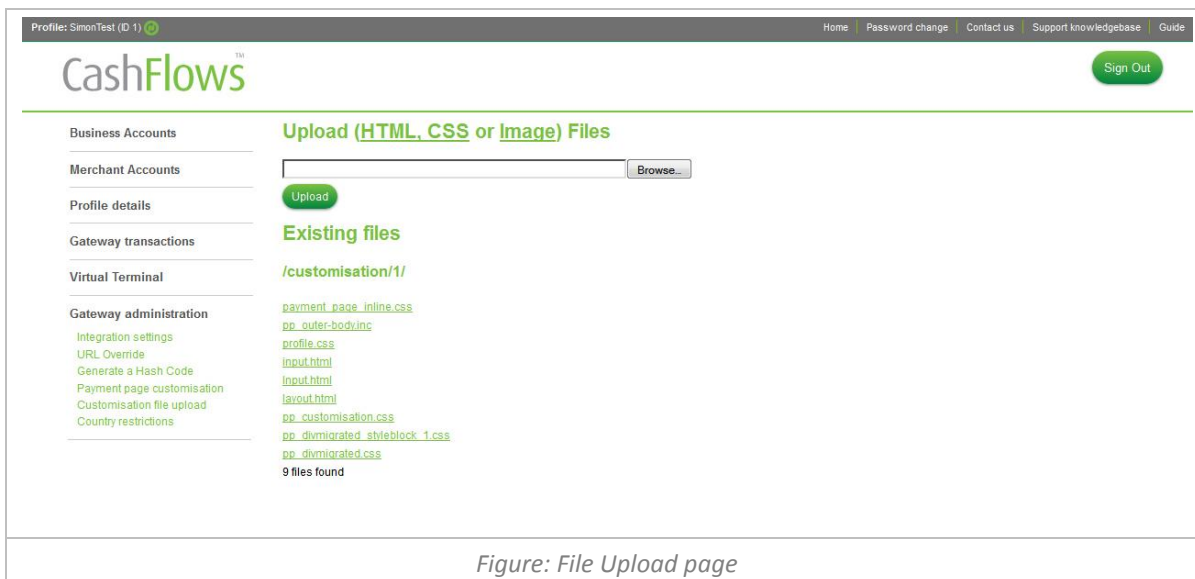 Profile: SimonTest (ID 1)
Home | Password change | Contact us | Support knowledgebase | Guide
CashFlows™
Sign Out
Business Accounts
Merchant Accounts
Profile details
Gateway transactions
Virtual Terminal
Gateway administration
Integration settings
URL Override
Generate a Hash Code
Payment page customisation
Customisation file upload
Country restrictions
Upload (HTML, CSS or Image) Files
Browse...
Upload
Existing files
/customisation/1/
payment_page_inline.css
pp_outer-body.inc
profile.css
input.html
Input.html
layout.html
pp_customisation.css
pp_divmigrated_styleblock_1.css
pp_divmigrated.css
9 files found
Figure: File Upload page